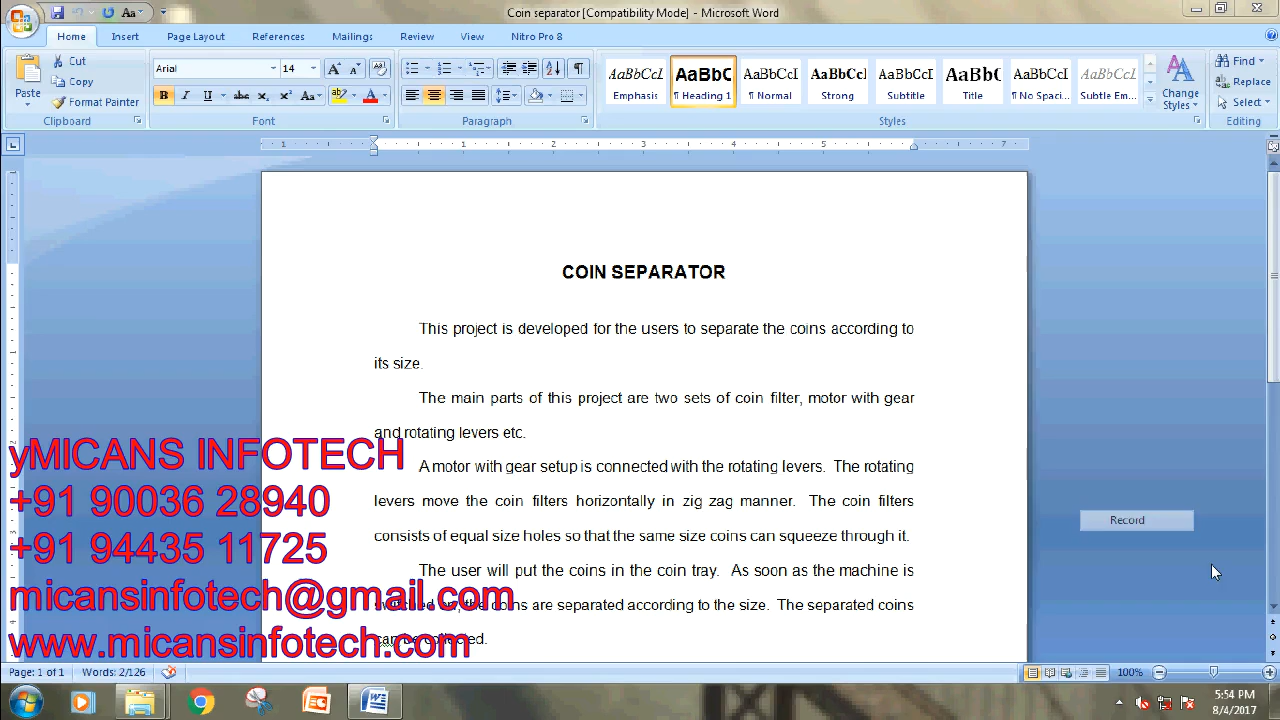 Coin separator [Compatibility Mode] - Microsoft Word
Home Insert Page Layout References Mailings Review View Nitro Pro 8
Paste
Cut
Copy
Format Painter
Clipboard
Arial 14
Font
Paragraph
AaBbCcI AaBbC AaBbCcI AaBbCcI AaBbCcI AaBbC AaBbCcI AaBbCcI
Emphasis ¶ Heading 1 ¶ Normal Strong Subtitle Title ¶ No Spaci... Subtle Em...
Change Styles
Styles
Find
Replace
Select
Editing
1 1 2 3 4 5 7
COIN SEPARATOR
This project is developed for the users to separate the coins according to
its size.
The main parts of this project are two sets of coin filter, motor with gear
and rotating levers etc.
A motor with gear setup is connected with the rotating levers. The rotating
levers move the coin filters horizontally in zig zag manner. The coin filters
consists of equal size holes so that the same size coins can squeeze through it.
The user will put the coins in the coin tray. As soon as the machine is
switched on, the coins are separated according to the size. The separated coins
can be collected.
yMICANS INFOTECH
+91 90036 28940
+91 94435 11725
micansinfotech@gmail.com
www.micansinfotech.com
Record
Page: 1 of 1 Words: 2/126 100%
5:54 PM
8/4/2017